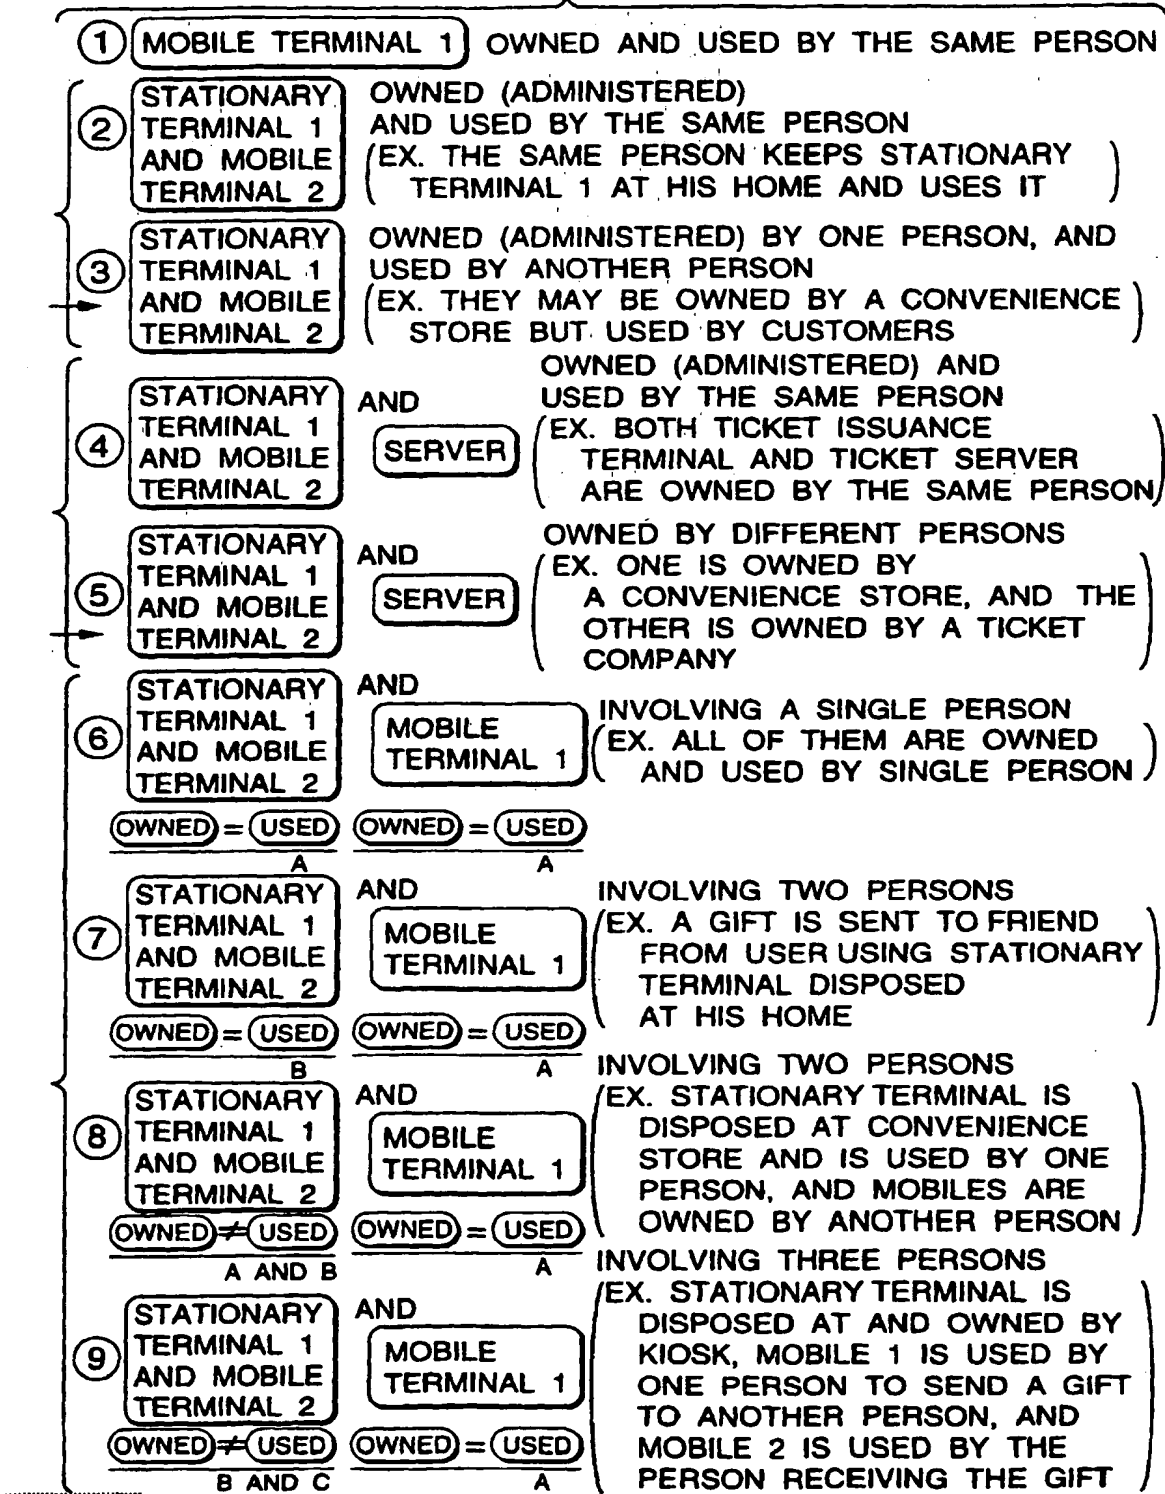 ① MOBILE TERMINAL 1 OWNED AND USED BY THE SAME PERSON
② STATIONARY TERMINAL 1 AND MOBILE TERMINAL 2
OWNED (ADMINISTERED)
AND USED BY THE SAME PERSON
(EX. THE SAME PERSON KEEPS STATIONARY
TERMINAL 1 AT HIS HOME AND USES IT)
③ STATIONARY
TERMINAL 1
AND MOBILE
TERMINAL 2
OWNED (ADMINISTERED) BY ONE PERSON, AND
USED BY ANOTHER PERSON
(EX. THEY MAY BE OWNED BY A CONVENIENCE
STORE BUT USED BY CUSTOMERS)
④ STATIONARY
TERMINAL 1
AND MOBILE
TERMINAL 2
AND
SERVER
OWNED (ADMINISTERED) AND
USED BY THE SAME PERSON
(EX. BOTH TICKET ISSUANCE
TERMINAL AND TICKET SERVER
ARE OWNED BY THE SAME PERSON)
⑤ STATIONARY
TERMINAL 1
AND MOBILE
TERMINAL 2
AND
SERVER
OWNED BY DIFFERENT PERSONS
(EX. ONE IS OWNED BY
A CONVENIENCE STORE, AND THE
OTHER IS OWNED BY A TICKET
COMPANY)
⑥ STATIONARY
TERMINAL 1
AND MOBILE
TERMINAL 2
AND
MOBILE
TERMINAL 1
INVOLVING A SINGLE PERSON
(EX. ALL OF THEM ARE OWNED
AND USED BY SINGLE PERSON)
OWNED = USED OWNED = USED
A A
⑦ STATIONARY
TERMINAL 1
AND MOBILE
TERMINAL 2
AND
MOBILE
TERMINAL 1
INVOLVING TWO PERSONS
(EX. A GIFT IS SENT TO FRIEND
FROM USER USING STATIONARY
TERMINAL DISPOSED
AT HIS HOME)
OWNED = USED OWNED = USED
B A
⑧ STATIONARY
TERMINAL 1
AND MOBILE
TERMINAL 2
AND
MOBILE
TERMINAL 1
INVOLVING TWO PERSONS
(EX. STATIONARY TERMINAL IS
DISPOSED AT CONVENIENCE
STORE AND IS USED BY ONE
PERSON, AND MOBILES ARE
OWNED BY ANOTHER PERSON)
OWNED ≠ USED OWNED = USED
A AND B A
⑨ STATIONARY
TERMINAL 1
AND MOBILE
TERMINAL 2
AND
MOBILE
TERMINAL 1
INVOLVING THREE PERSONS
(EX. STATIONARY TERMINAL IS
DISPOSED AT AND OWNED BY
KIOSK, MOBILE 1 IS USED BY
ONE PERSON TO SEND A GIFT
TO ANOTHER PERSON, AND
MOBILE 2 IS USED BY THE
PERSON RECEIVING THE GIFT)
OWNED ≠ USED OWNED = USED
B AND C A